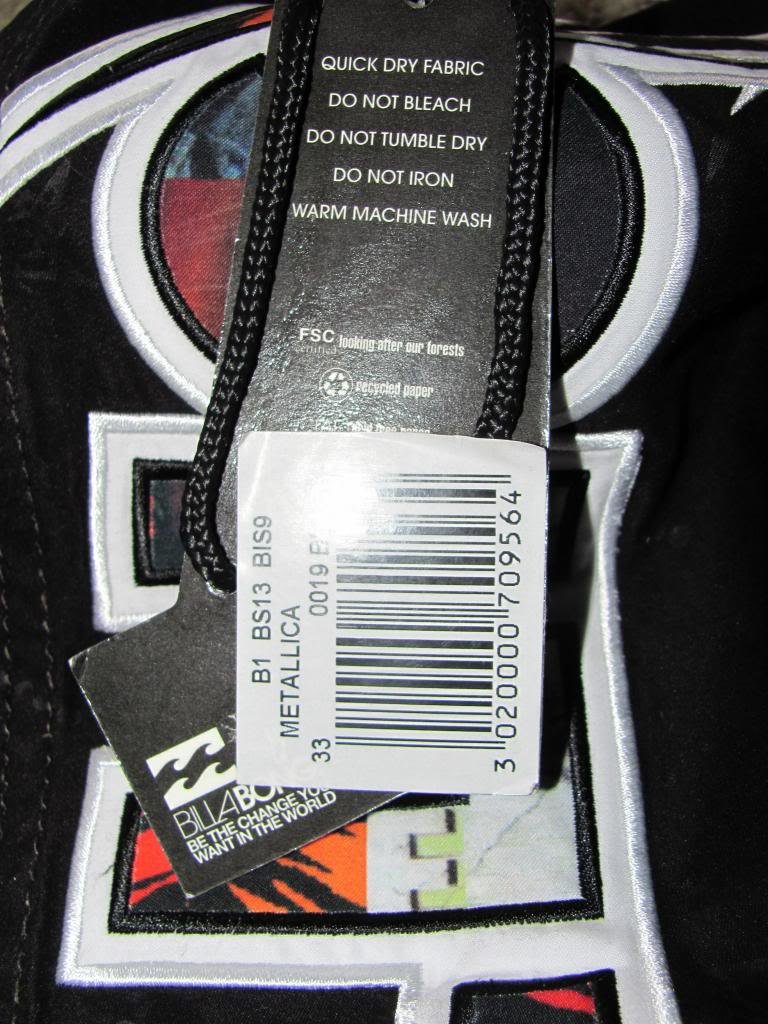 QUICK DRY FABRIC
DO NOT BLEACH
DO NOT TUMBLE DRY
DO NOT IRON
WARM MACHINE WASH
FSC looking after our forests
certified
recycled paper
B1 BS13 BIS9
METALLICA
0019
33
3 020000 709564
BILLABONG
BE THE CHANGE YOU
WANT IN THE WORLD